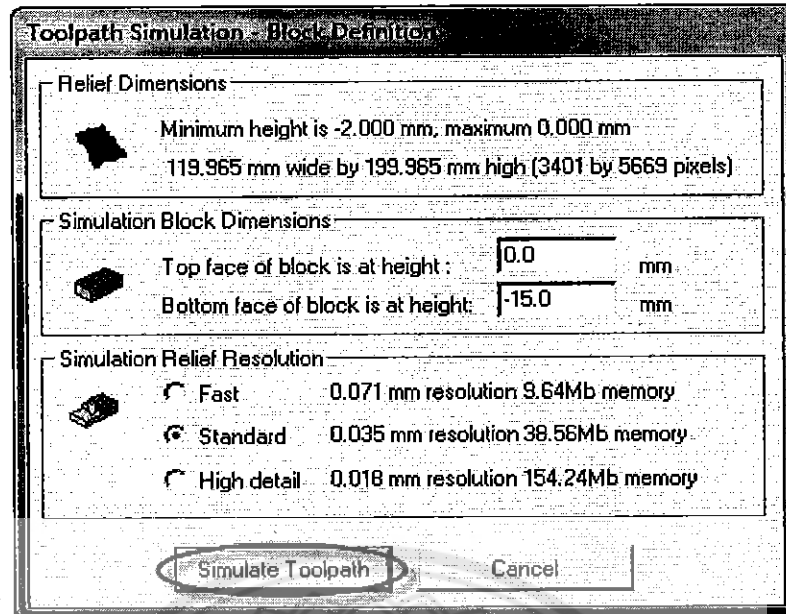 Toolpath Simulation - Block Definition
Relief Dimensions
Minimum height is -2.000 mm, maximum 0.000 mm
119.965 mm wide by 199.965 mm high (3401 by 5669 pixels)
Simulation Block Dimensions
Top face of block is at height : 0.0 mm
Bottom face of block is at height: -15.0 mm
Simulation Relief Resolution
Fast 0.071 mm resolution 9.64Mb memory
Standard 0.035 mm resolution 38.56Mb memory
High detail 0.018 mm resolution 154.24Mb memory
Simulate Toolpath Cancel